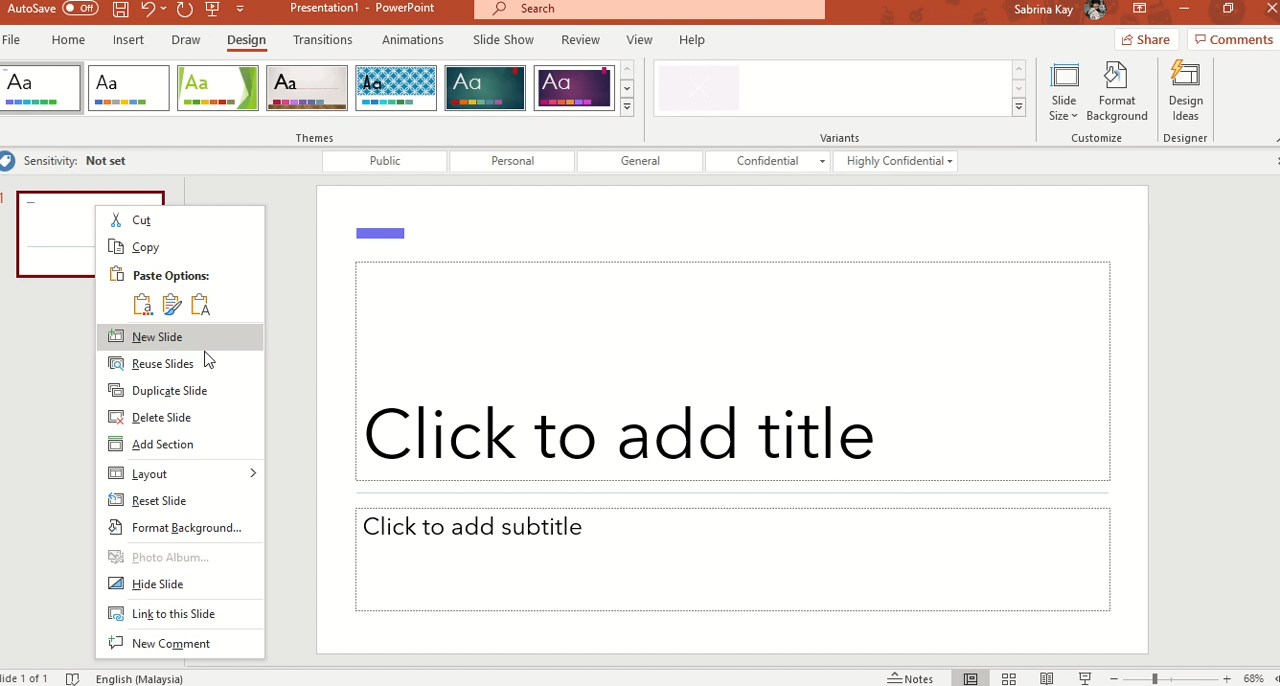 AutoSave Off Presentation1 - PowerPoint Search Sabrina Kay
File Home Insert Draw Design Transitions Animations Slide Show Review View Help Share Comments
Aa Aa Aa Aa Aa Aa Aa
Slide Size Format Background Design Ideas
Themes Variants Customize Designer
Sensitivity: Not set Public Personal General Confidential Highly Confidential
1
Cut
Copy
Paste Options:
New Slide
Reuse Slides
Duplicate Slide
Delete Slide
Add Section
Layout
Reset Slide
Format Background...
Photo Album...
Hide Slide
Link to this Slide
New Comment
Click to add title
Click to add subtitle
lide 1 of 1 English (Malaysia) Notes 68%